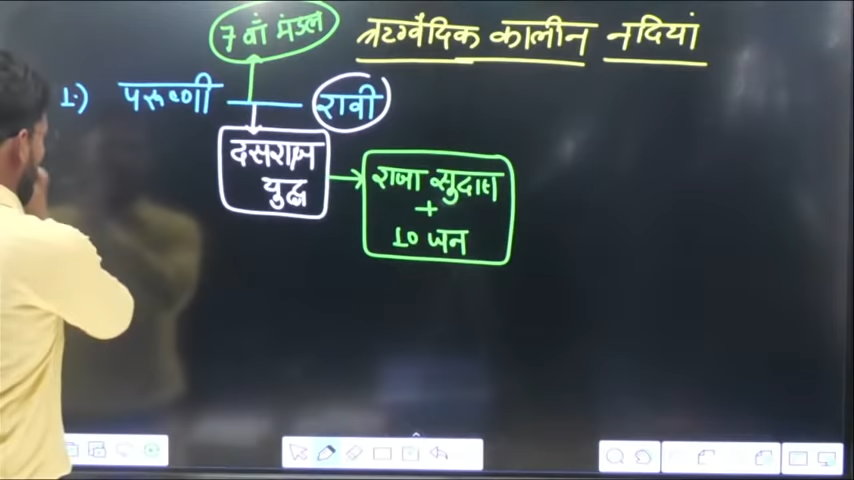 7 वाँ मंडल
ऋग्वैदिक कालीन नदियां
1.) परूष्णी — रावी
दसराज्ञ
युद्ध
राजा सुदास
+
10 जन